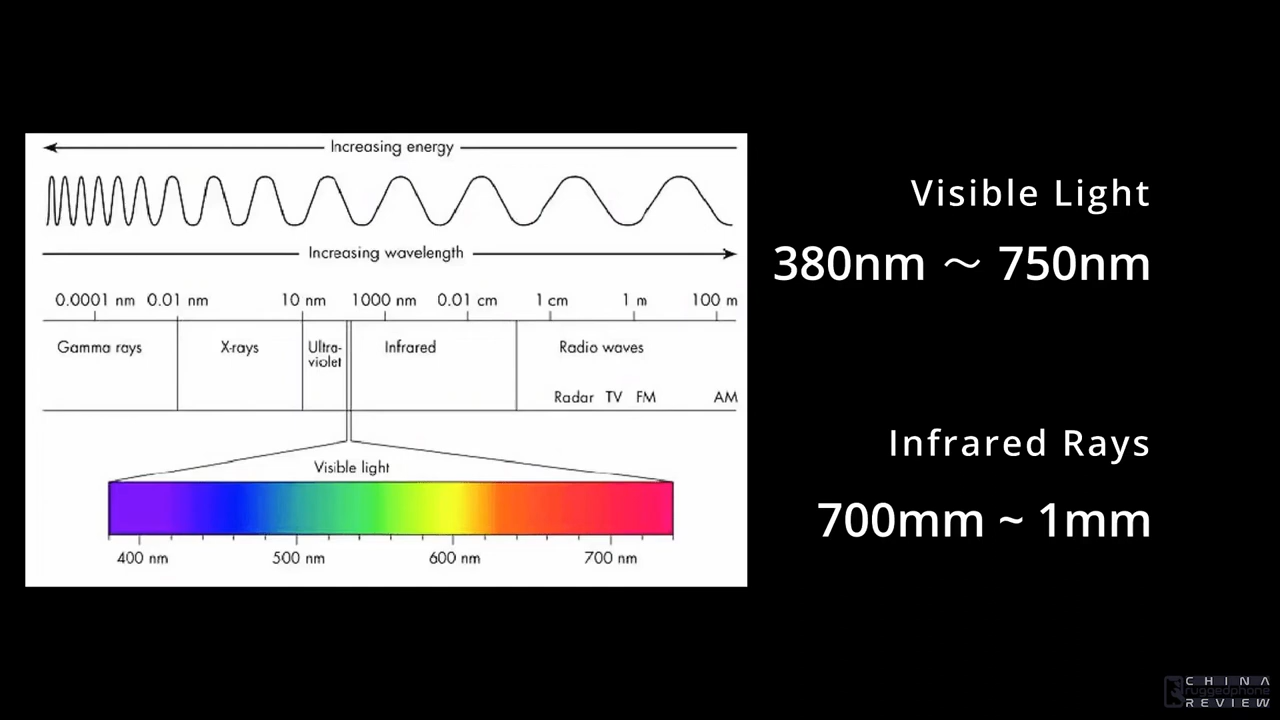 Increasing energy
Increasing wavelength
0.0001 nm 0.01 nm 10 nm 1000 nm 0.01 cm 1 cm 1 m 100 m
Gamma rays X-rays Ultra-violet Infrared Radio waves
Radar TV FM AM
Visible light
400 nm 500 nm 600 nm 700 nm
Visible Light
380nm ～ 750nm
Infrared Rays
700mm ~ 1mm
CHINA
ruggedphone
REVIEW